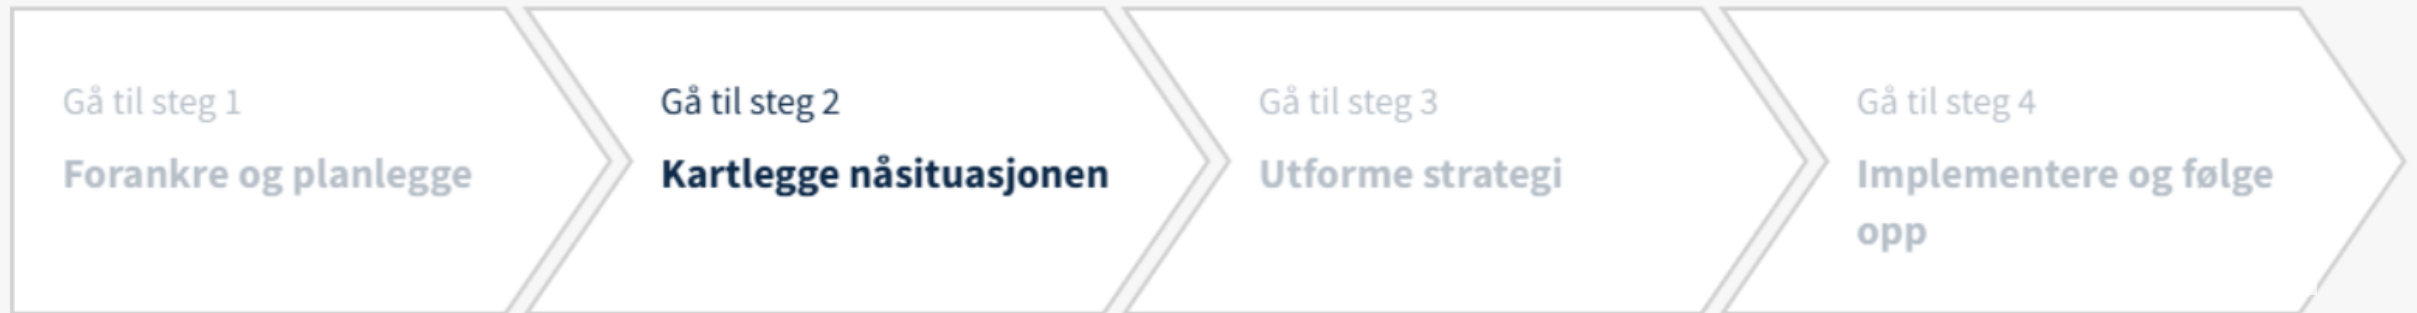 Gå til steg 1
Forankre og planlegge
Gå til steg 2
Kartlegge nåsituasjonen
Gå til steg 3
Utforme strategi
Gå til steg 4
Implementere og følge
opp